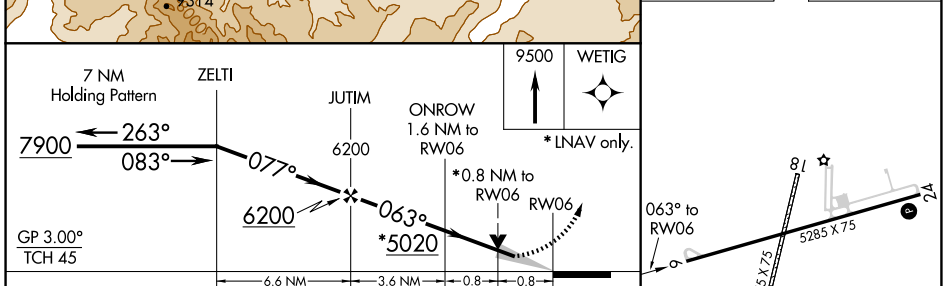 9314
7 NM
Holding Pattern
ZELTI
JUTIM
ONROW
1.6 NM to
RW06
9500
WETIG
* LNAV only.
7900
263°
083°
077°
6200
6200
063°
*5020
*0.8 NM to
RW06
RW06
GP 3.00°
TCH 45
6.6 NM
3.6 NM
0.8
0.8
063° to
RW06
6
18
24
P
5285 X 75
5 X 75